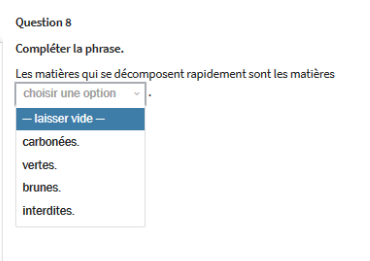 Question 8
Compléter la phrase.
Les matières qui se décomposent rapidement sont les matières
choisir une option .
— laisser vide —
carbonées.
vertes.
brunes.
interdites.